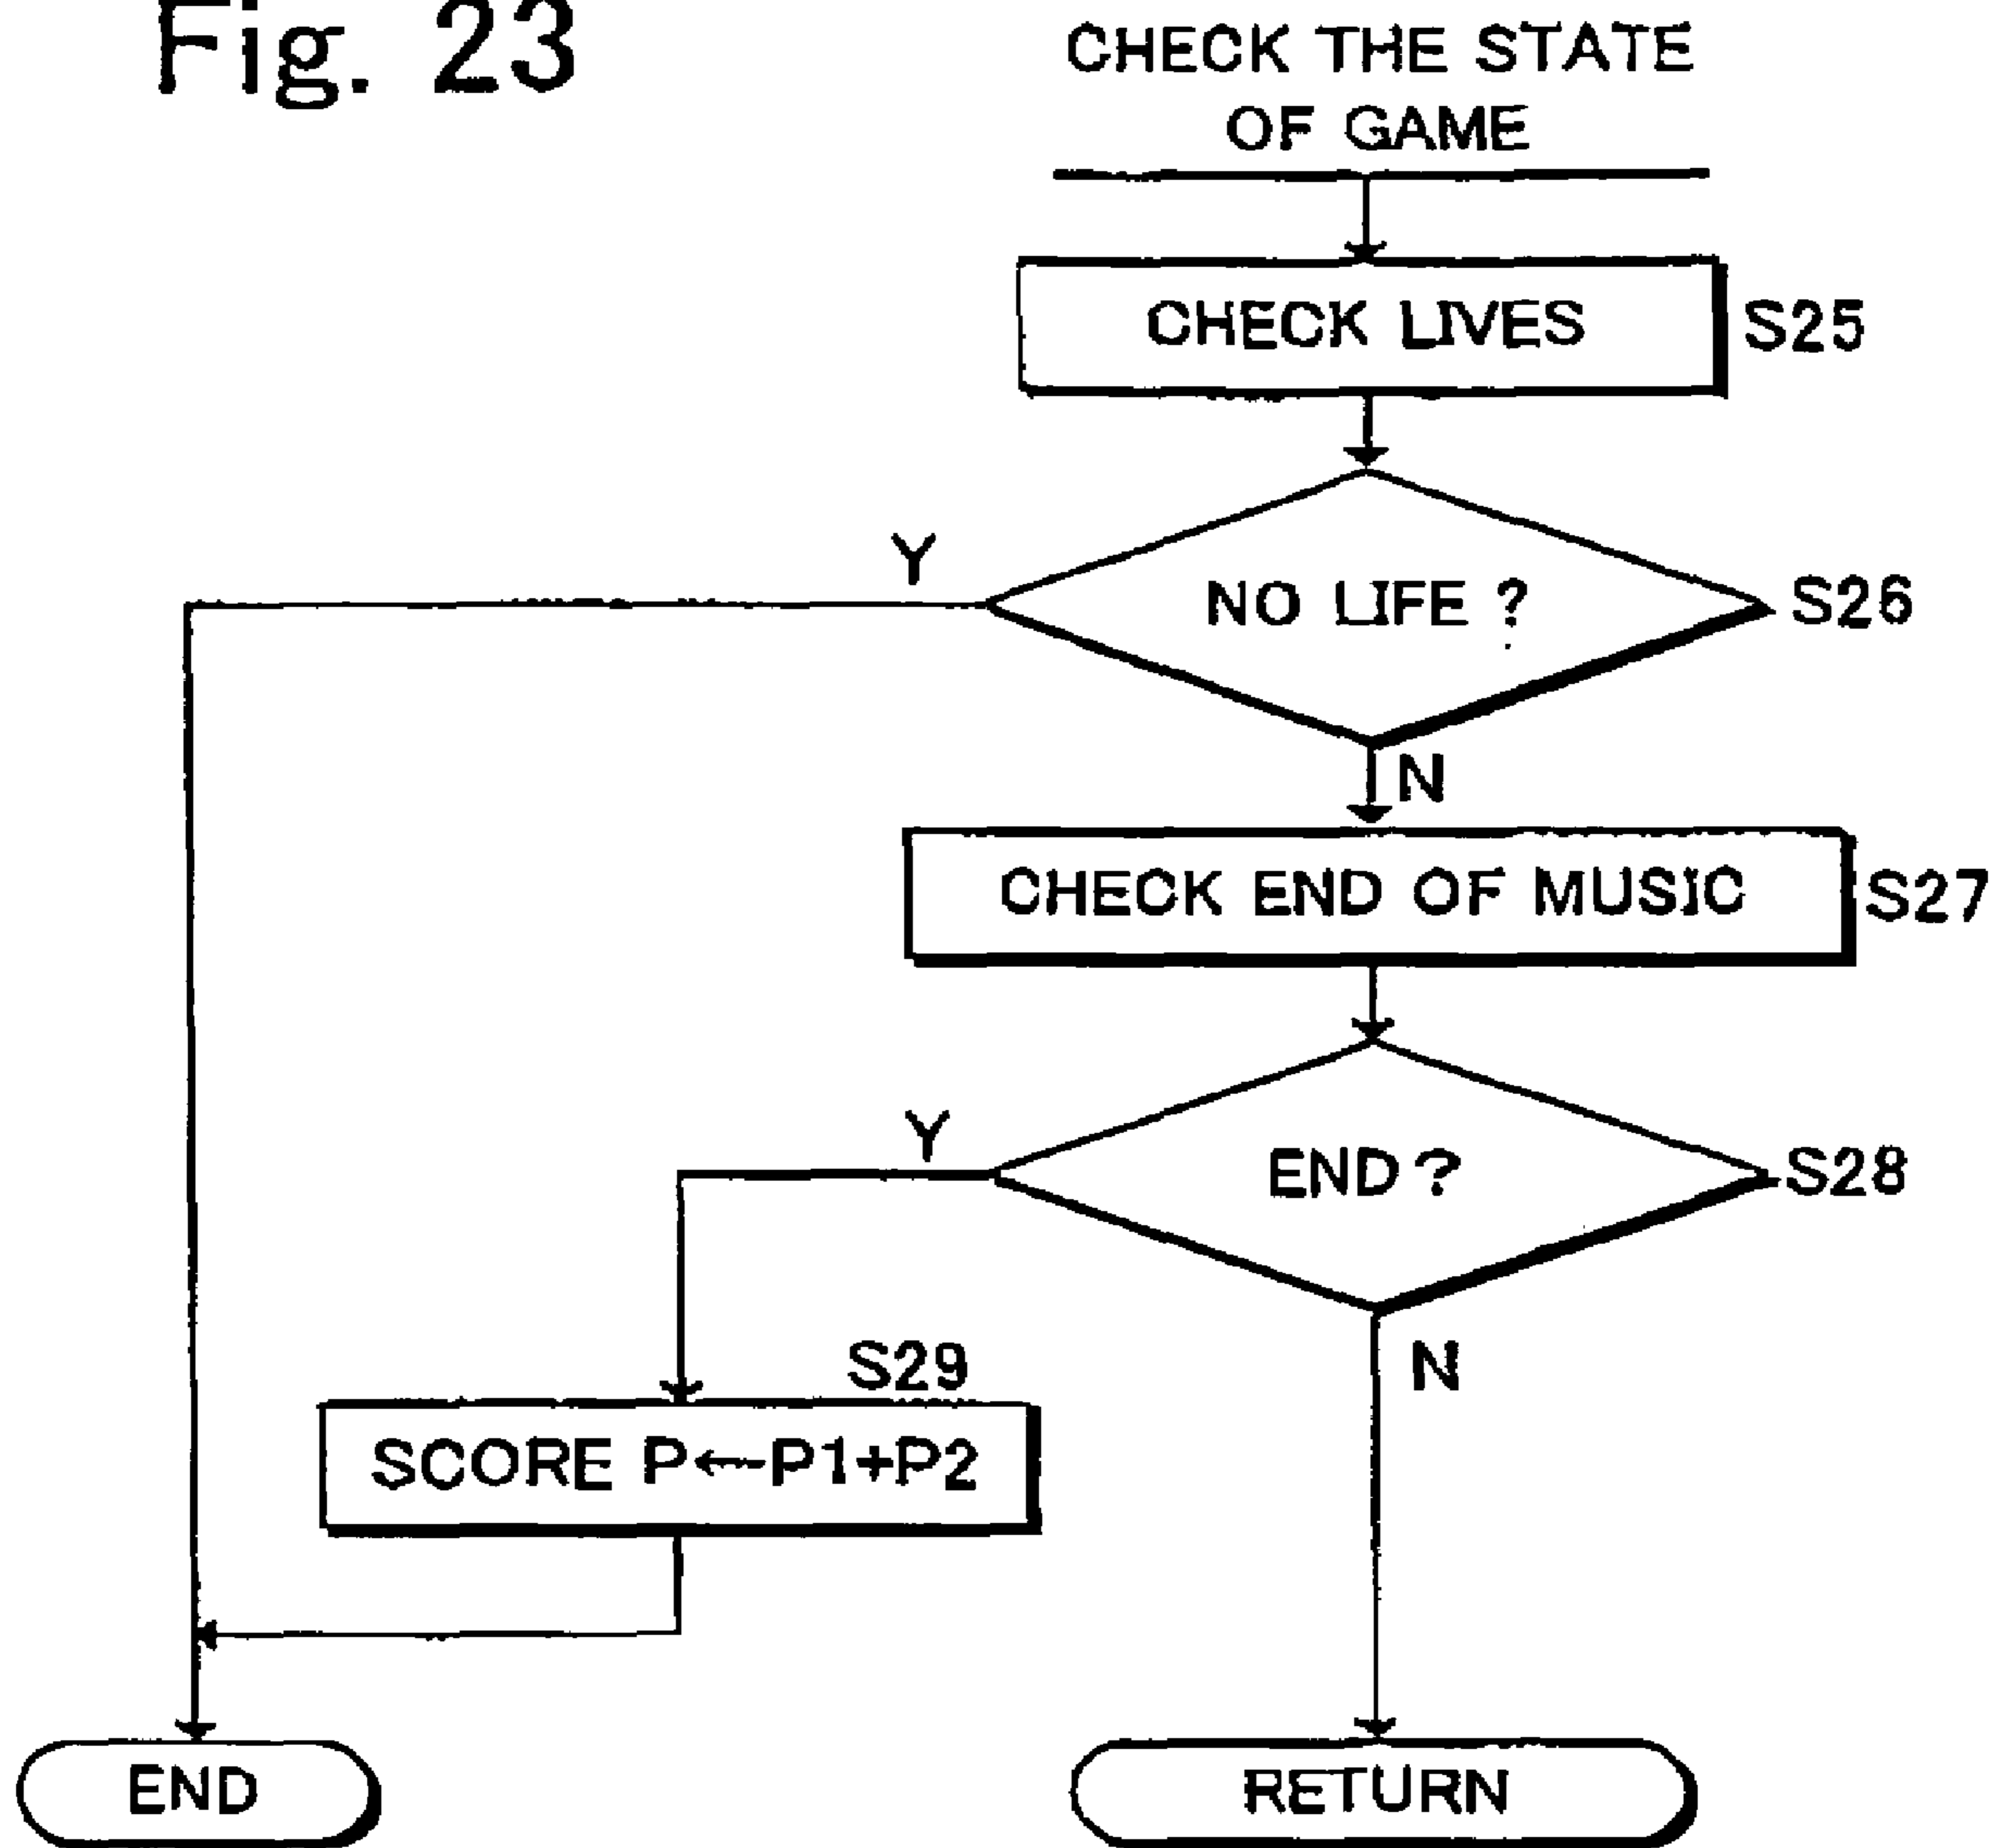 Fig. 23
CHECK THE STATE
OF GAME
CHECK LIVES
S25
Y
NO LIFE ?
S26
N
CHECK END OF MUSIC
S27
Y
END?
S28
N
S29
SCORE P←P1+P2
END
RETURN